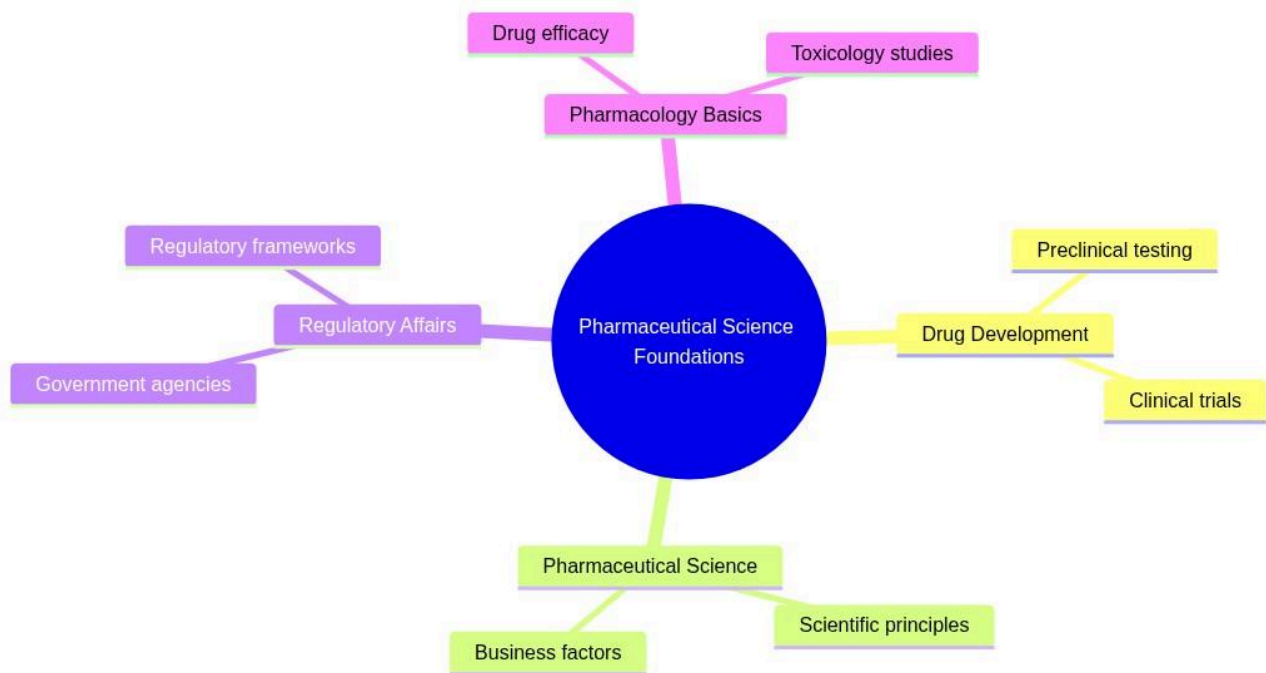 Drug efficacy
Toxicology studies
Pharmacology Basics
Regulatory frameworks
Preclinical testing
Regulatory Affairs
Pharmaceutical Science
Foundations
Drug Development
Government agencies
Clinical trials
Pharmaceutical Science
Scientific principles
Business factors